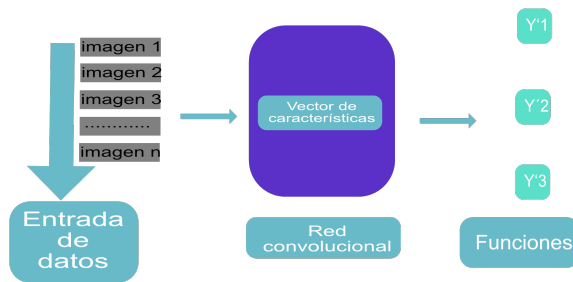 imagen 1
imagen 2
imagen 3
............
imagen n
Entrada
de
datos
Vector de
características
Red
convolucional
Y'1
Y´2
Y'3
Funciones